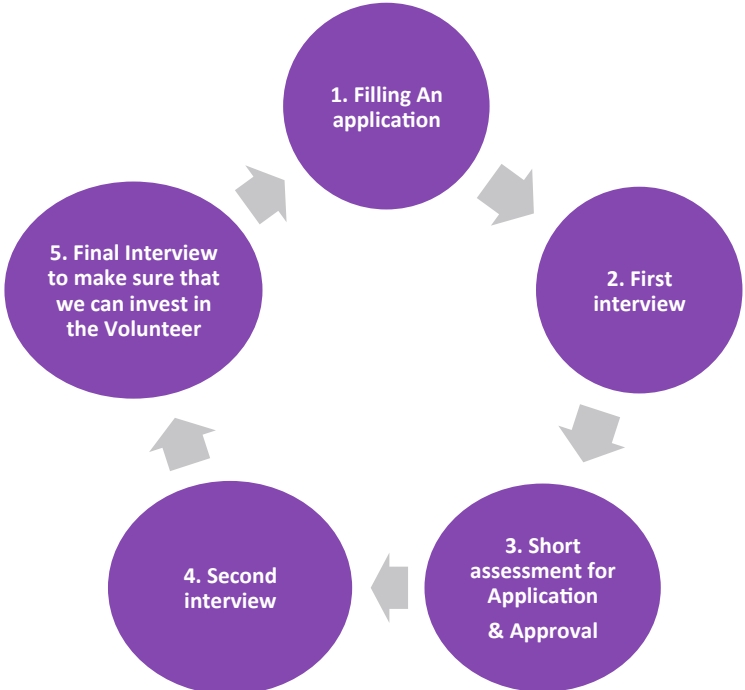 1. Filling An
application
2. First
interview
3. Short
assessment for
Application
& Approval
4. Second
interview
5. Final Interview
to make sure that
we can invest in
the Volunteer